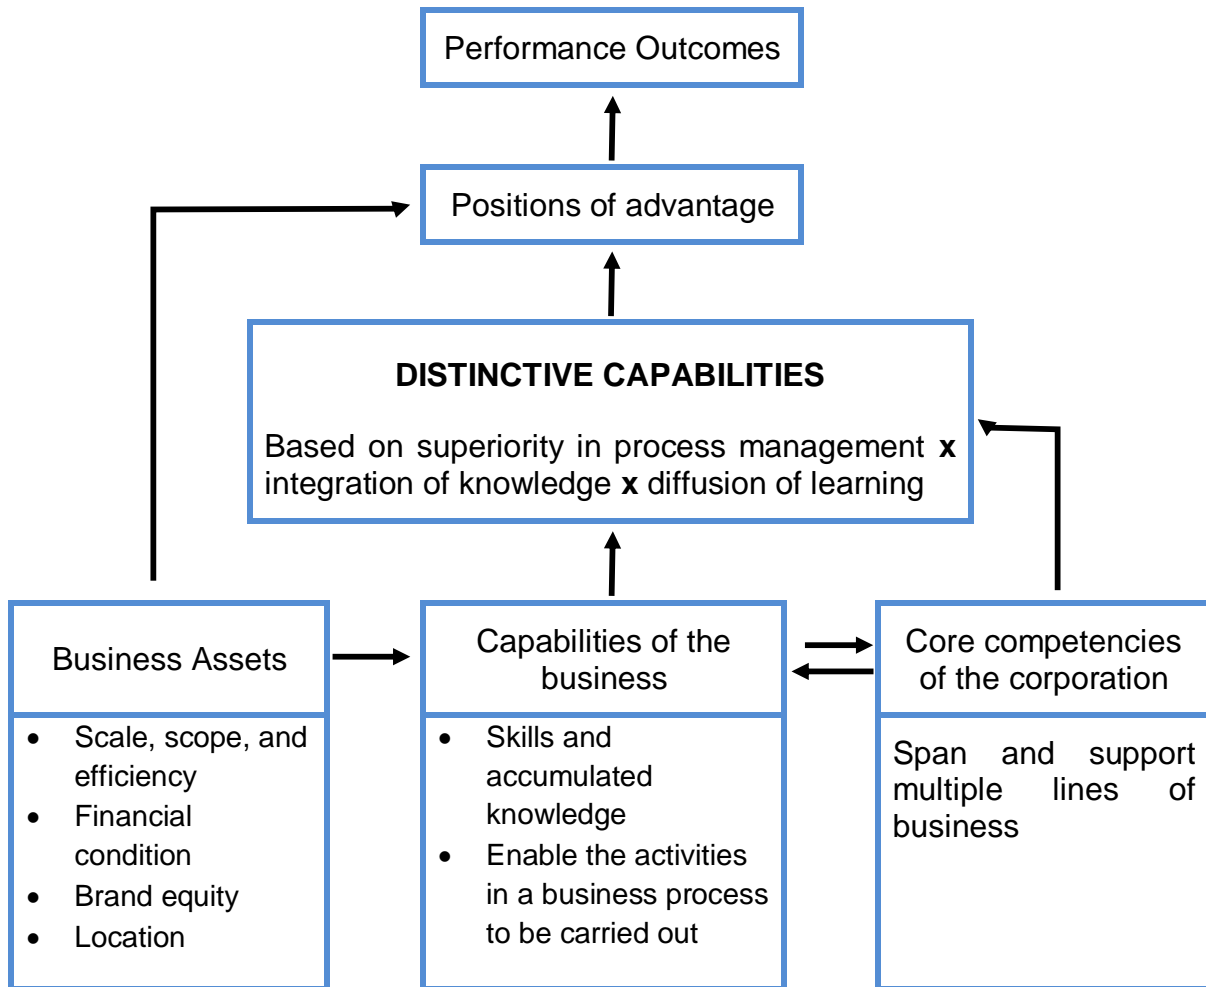 Performance Outcomes
Positions of advantage
DISTINCTIVE CAPABILITIES
Based on superiority in process management x
integration of knowledge x diffusion of learning
Business Assets
• Scale, scope, and
efficiency
• Financial
condition
• Brand equity
• Location
Capabilities of the
business
• Skills and
accumulated
knowledge
• Enable the activities
in a business process
to be carried out
Core competencies
of the corporation
Span and support
multiple lines of
business